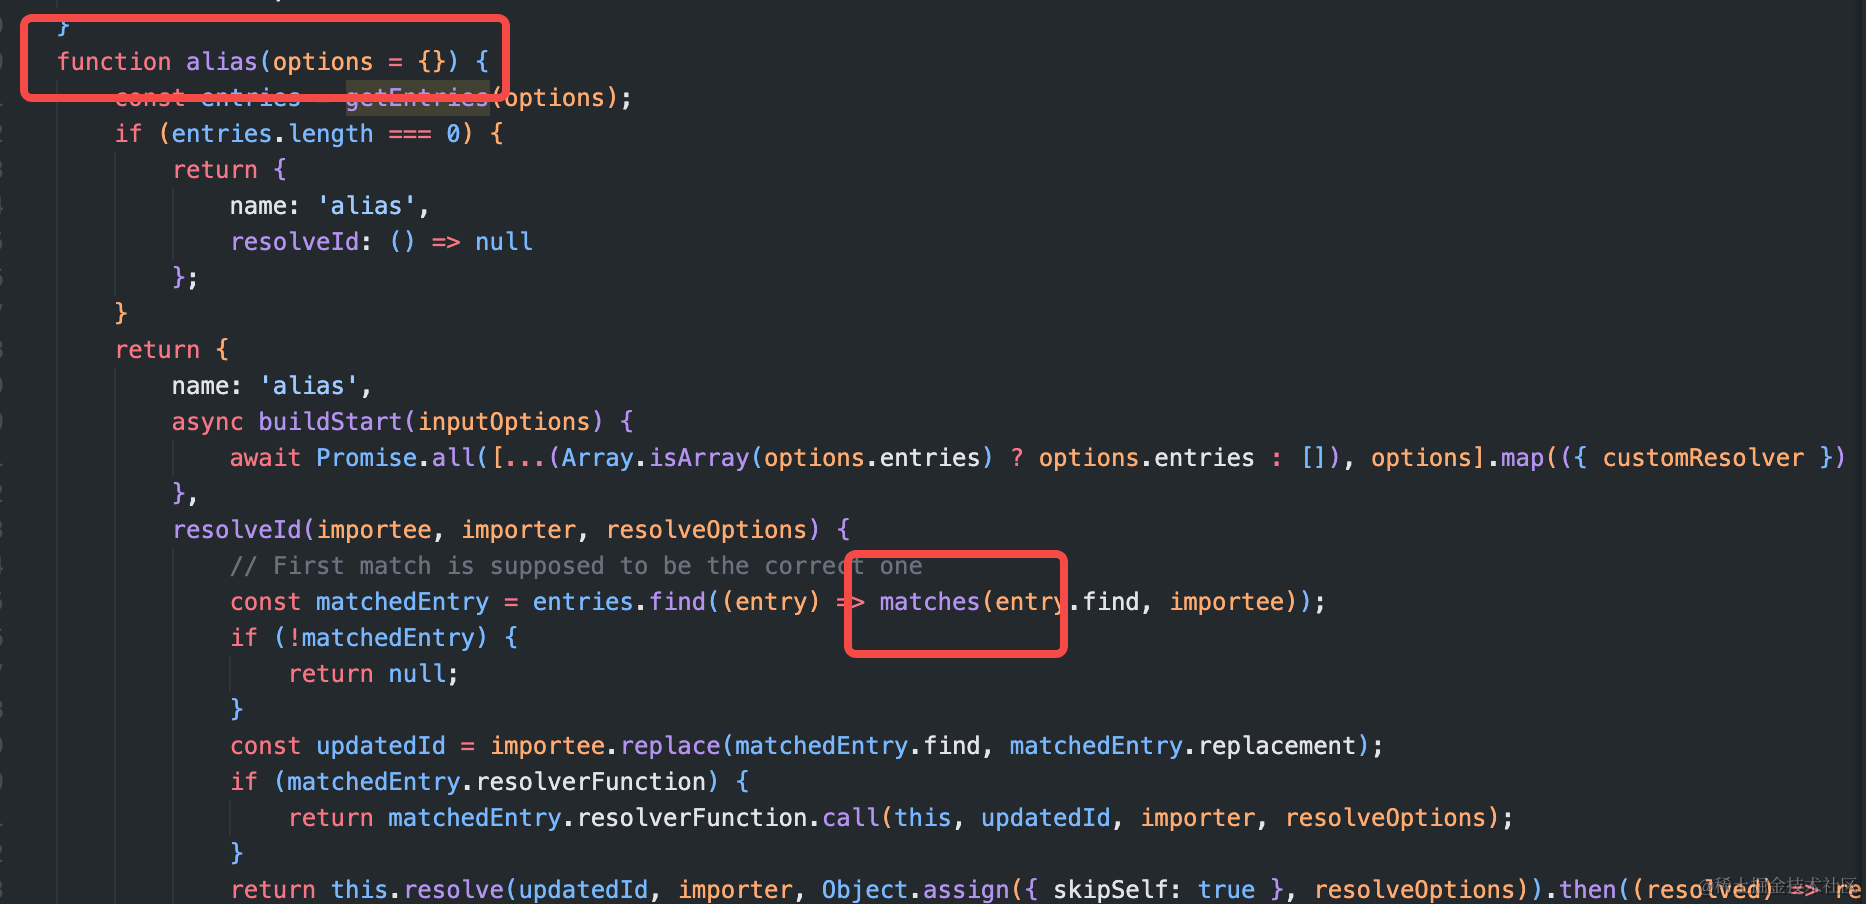 }
function alias(options = {}) {
const entries = getEntries(options);
if (entries.length === 0) {
return {
name: 'alias',
resolveId: () => null
};
}
return {
name: 'alias',
async buildStart(inputOptions) {
await Promise.all([...(Array.isArray(options.entries) ? options.entries : []), options].map(({ customResolver })
},
resolveId(importee, importer, resolveOptions) {
// First match is supposed to be the correct one
const matchedEntry = entries.find((entry) => matches(entry.find, importee));
if (!matchedEntry) {
return null;
}
const updatedId = importee.replace(matchedEntry.find, matchedEntry.replacement);
if (matchedEntry.resolverFunction) {
return matchedEntry.resolverFunction.call(this, updatedId, importer, resolveOptions);
}
return this.resolve(updatedId, importer, Object.assign({ skipSelf: true }, resolveOptions)).then((resolved) => re
@稀土掘金技术社区